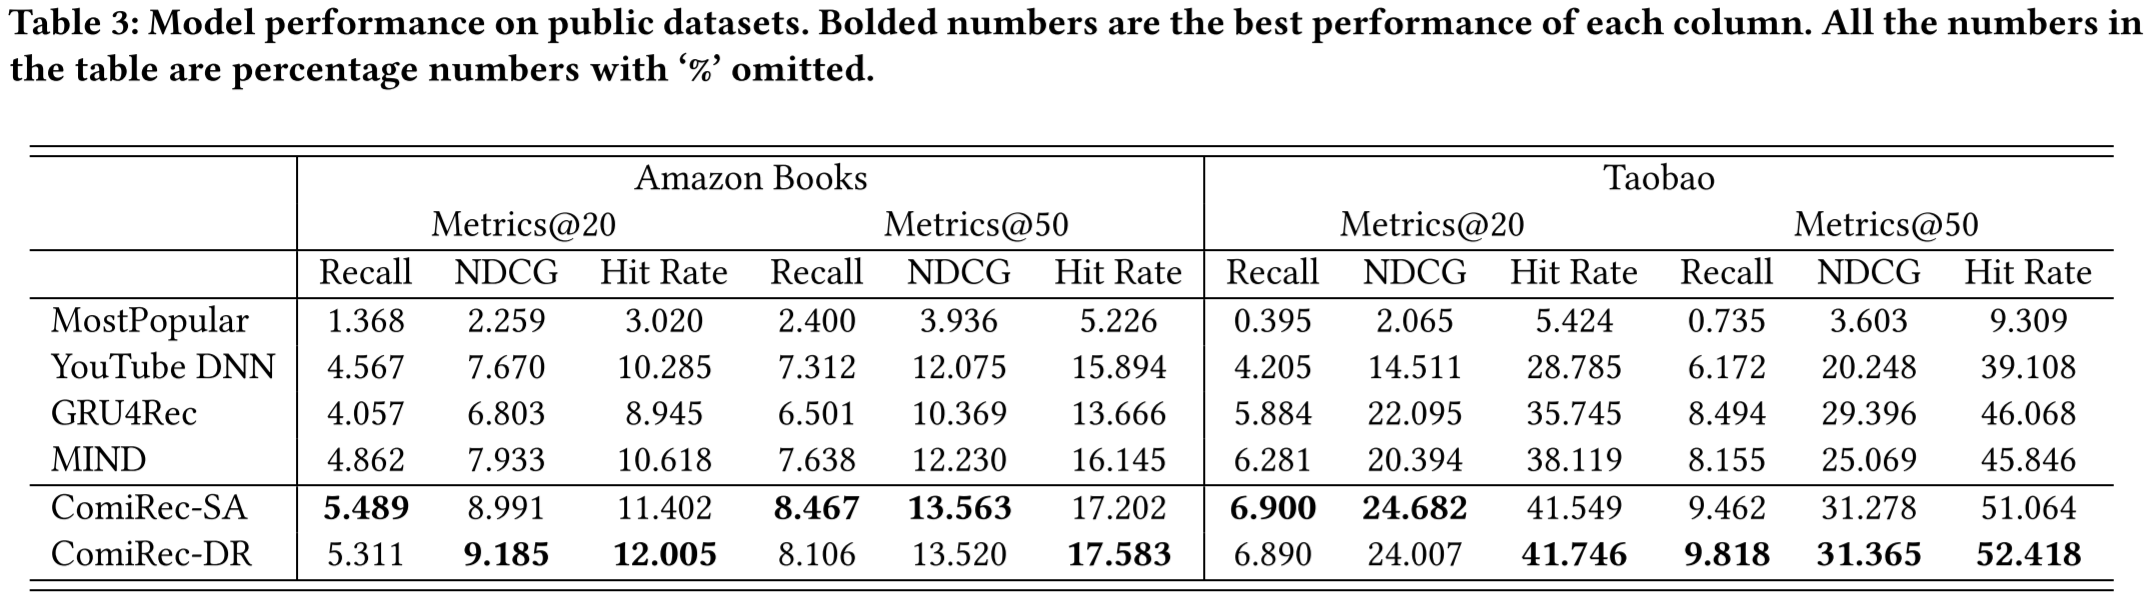 Table 3: Model performance on public datasets. Bolded numbers are the best performance of each column. All the numbers in
the table are percentage numbers with ‘%’ omitted.
Amazon Books Taobao
Metrics@20 Metrics@50 Metrics@20 Metrics@50
Recall NDCG Hit Rate Recall NDCG Hit Rate Recall NDCG Hit Rate Recall NDCG Hit Rate
MostPopular 1.368 2.259 3.020 2.400 3.936 5.226 0.395 2.065 5.424 0.735 3.603 9.309
YouTube DNN 4.567 7.670 10.285 7.312 12.075 15.894 4.205 14.511 28.785 6.172 20.248 39.108
GRU4Rec 4.057 6.803 8.945 6.501 10.369 13.666 5.884 22.095 35.745 8.494 29.396 46.068
MIND 4.862 7.933 10.618 7.638 12.230 16.145 6.281 20.394 38.119 8.155 25.069 45.846
ComiRec-SA 5.489 8.991 11.402 8.467 13.563 17.202 6.900 24.682 41.549 9.462 31.278 51.064
ComiRec-DR 5.311 9.185 12.005 8.106 13.520 17.583 6.890 24.007 41.746 9.818 31.365 52.418